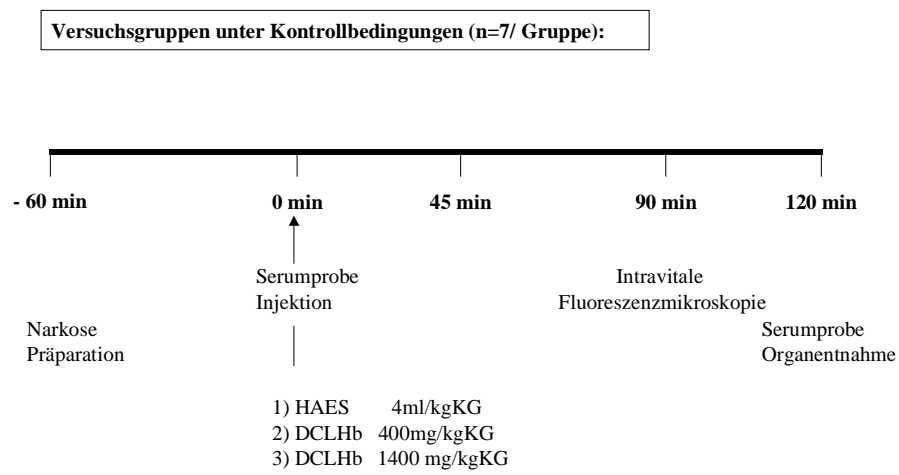 Versuchsgruppen unter Kontrollbedingungen (n=7/ Gruppe):
- 60 min 0 min 45 min 90 min 120 min
Serumprobe
Injektion
Intravitale
Fluoreszenzmikroskopie
Narkose
Präparation
Serumprobe
Organentnahme
1) HAES 4ml/kgKG
2) DCLHb 400mg/kgKG
3) DCLHb 1400 mg/kgKG